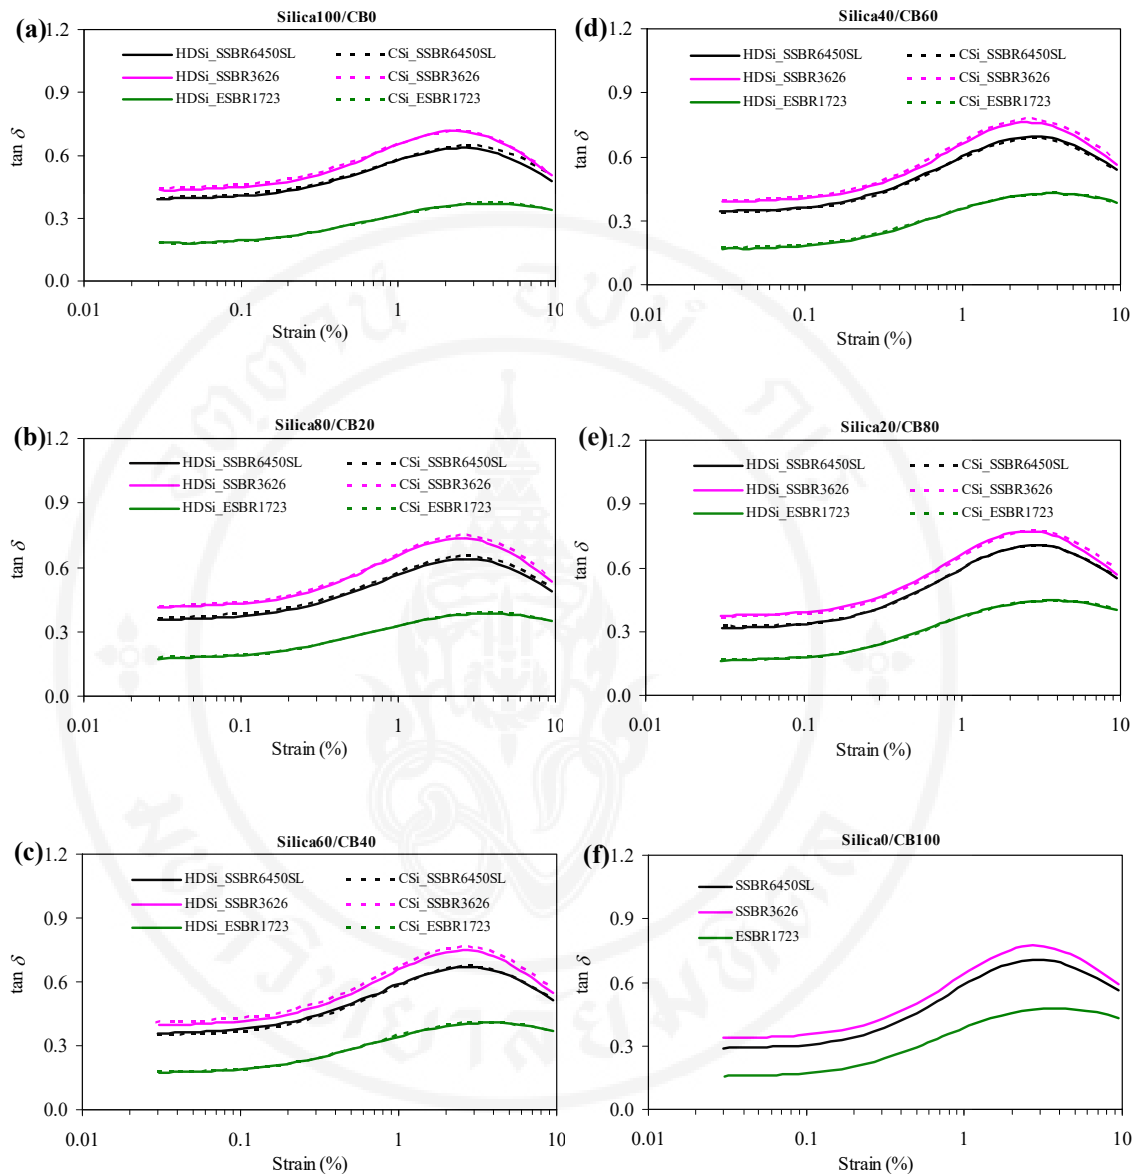 (a)
Silica100/CB0
1.2
HDSi_SSBR6450SL
CSi_SSBR6450SL
HDSi_SSBR3626
CSi_SSBR3626
0.9
HDSi_ESBR1723
CSi_ESBR1723
tan δ
0.6
0.3
0.0
0.01
0.1
1
10
Strain (%)
(d)
Silica40/CB60
1.2
HDSi_SSBR6450SL
CSi_SSBR6450SL
HDSi_SSBR3626
CSi_SSBR3626
0.9
HDSi_ESBR1723
CSi_ESBR1723
tan δ
0.6
0.3
0.0
0.01
0.1
1
10
Strain (%)
(b)
Silica80/CB20
1.2
HDSi_SSBR6450SL
CSi_SSBR6450SL
HDSi_SSBR3626
CSi_SSBR3626
0.9
HDSi_ESBR1723
CSi_ESBR1723
tan δ
0.6
0.3
0.0
0.01
0.1
1
10
Strain (%)
(e)
Silica20/CB80
1.2
HDSi_SSBR6450SL
CSi_SSBR6450SL
HDSi_SSBR3626
CSi_SSBR3626
0.9
HDSi_ESBR1723
CSi_ESBR1723
tan δ
0.6
0.3
0.0
0.01
0.1
1
10
Strain (%)
(c)
Silica60/CB40
1.2
HDSi_SSBR6450SL
CSi_SSBR6450SL
HDSi_SSBR3626
CSi_SSBR3626
0.9
HDSi_ESBR1723
CSi_ESBR1723
tan δ
0.6
0.3
0.0
0.01
0.1
1
10
Strain (%)
(f)
Silica0/CB100
1.2
SSBR6450SL
SSBR3626
0.9
ESBR1723
tan δ
0.6
0.3
0.0
0.01
0.1
1
10
Strain (%)